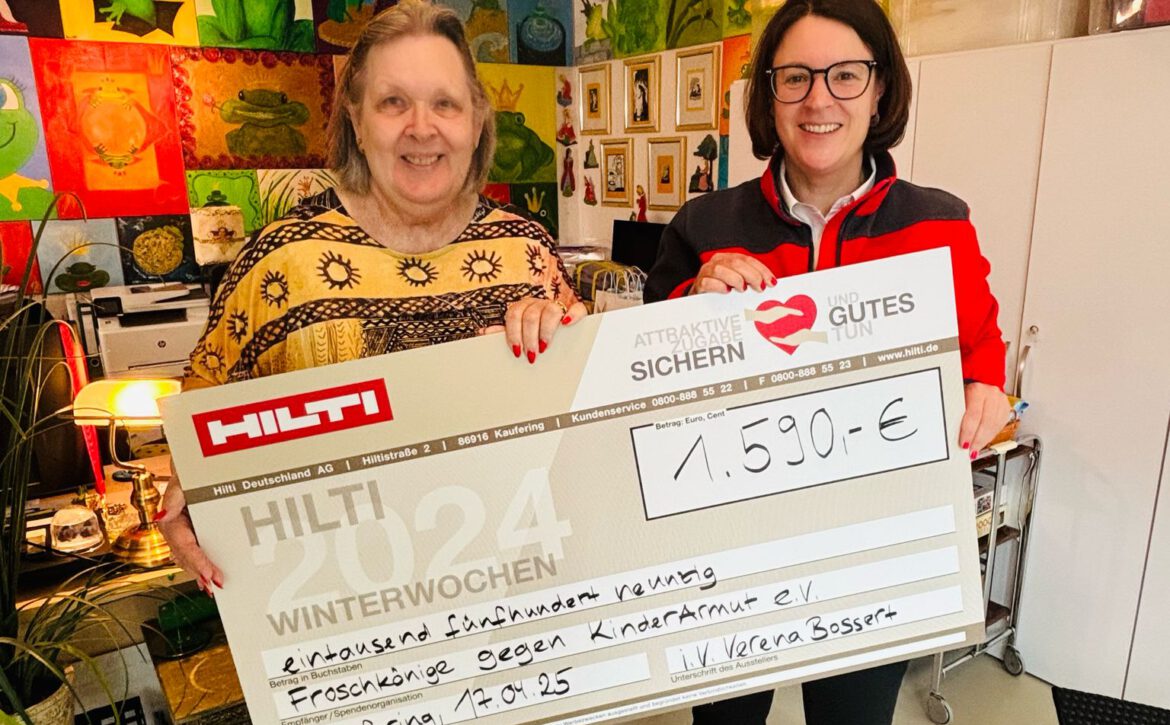 ATTRAKTIVE
ZUGABE
SICHERN
UND
GUTES
TUN
HILTI
Hilti Deutschland AG | Hiltistraße 2 | 86916 Kaufering | Kundenservice 0800-888 55 22 | F 0800-888 55 23 | www.hilti.de
Betrag: Euro, Cent
1.590,- €
HILTI
2024
WINTERWOCHEN
eintausend fünfhundert neunzig
Betrag in Buchstaben
Froschkönige gegen KinderArmut e.V.
Empfänger / Spendenorganisation
17.04.25
i.V. Verena Bossert
Unterschrift des Ausstellers